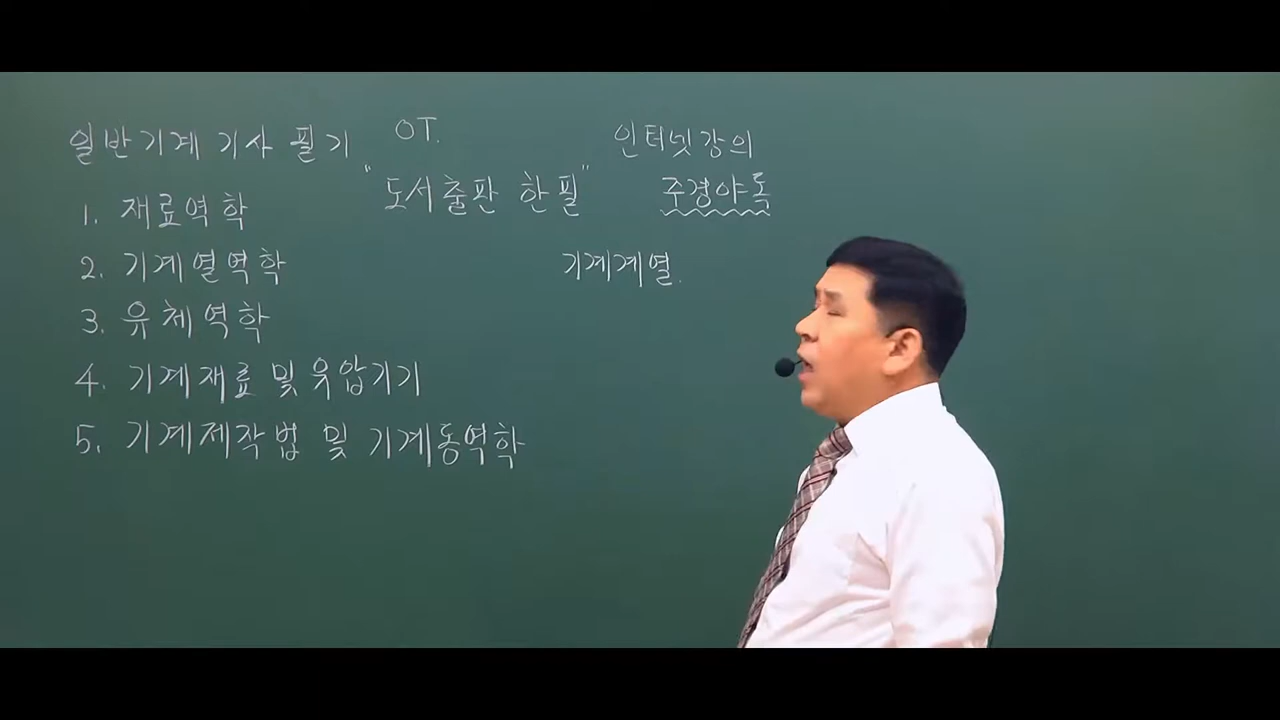 일반기계 기사 필기 OT.
"도서출판 한필"
인터넷강의
주경야독
1. 재료역학
2. 기계열역학
기계계열.
3. 유체역학
4. 기계재료 및 유압기기
5. 기계제작법 및 기계동역학